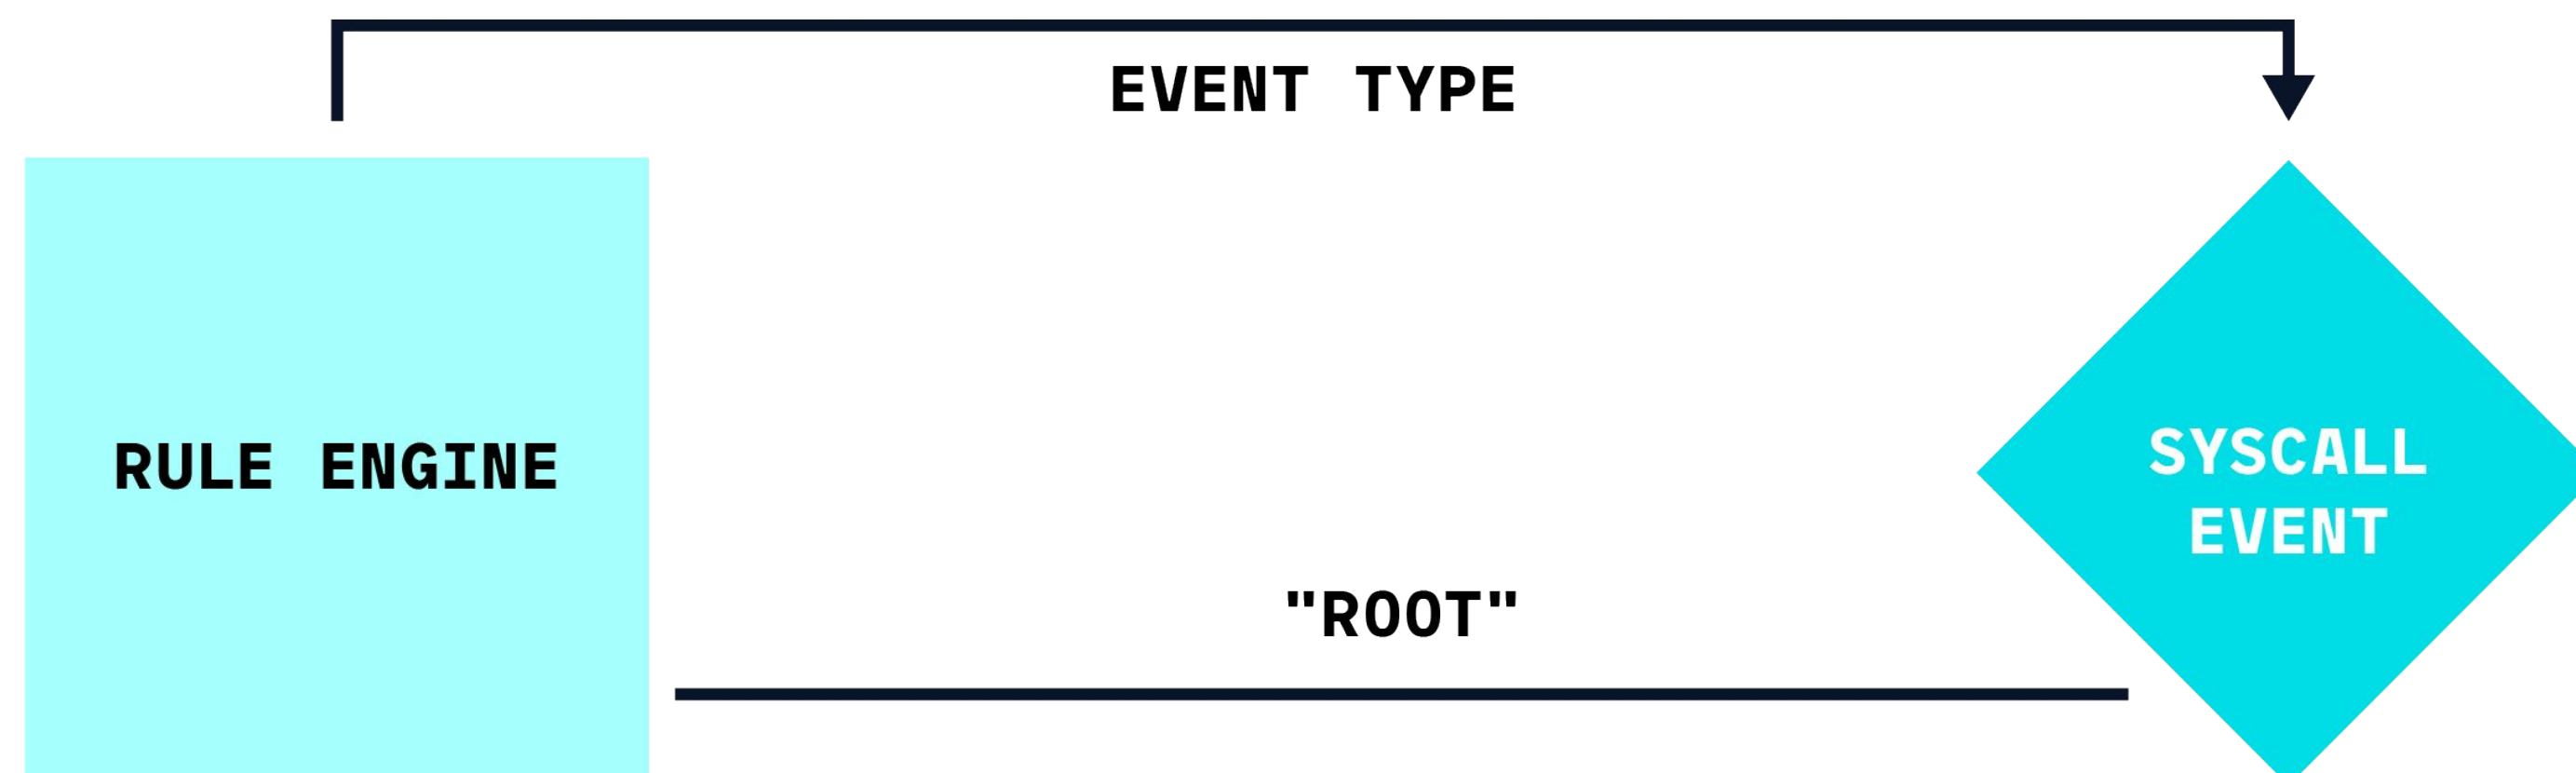 EVENT TYPE
RULE ENGINE
SYSCALL
EVENT
"ROOT"